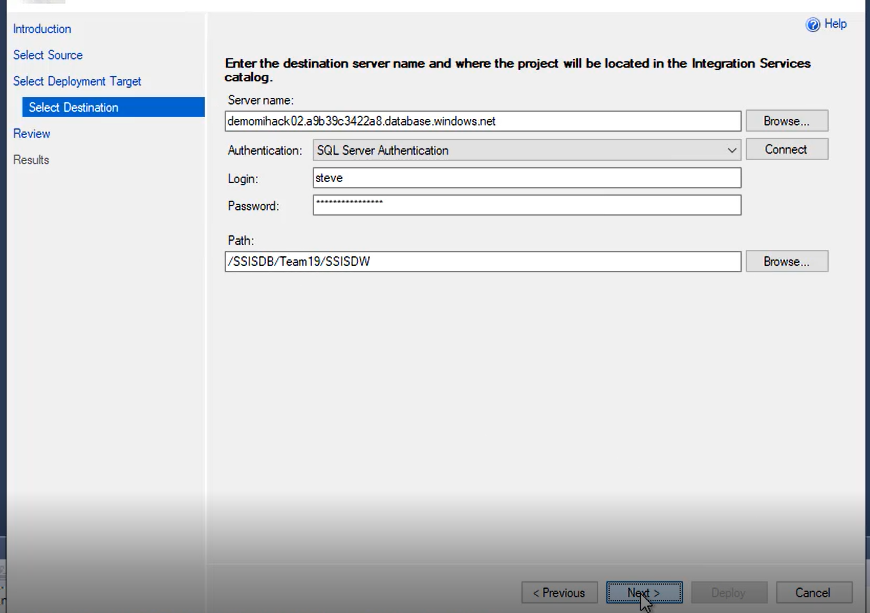 Introduction
Select Source
Select Deployment Target
Select Destination
Review
Results
Help
Enter the destination server name and where the project will be located in the Integration Services
catalog.
Server name:
demomihack02.a9b39c3422a8.database.windows.net
Browse...
Authentication:
SQL Server Authentication
Connect
Login:
steve
Password:
****************
Path:
/SSISDB/Team19/SSISDW
Browse...
< Previous
Next >
Deploy
Cancel